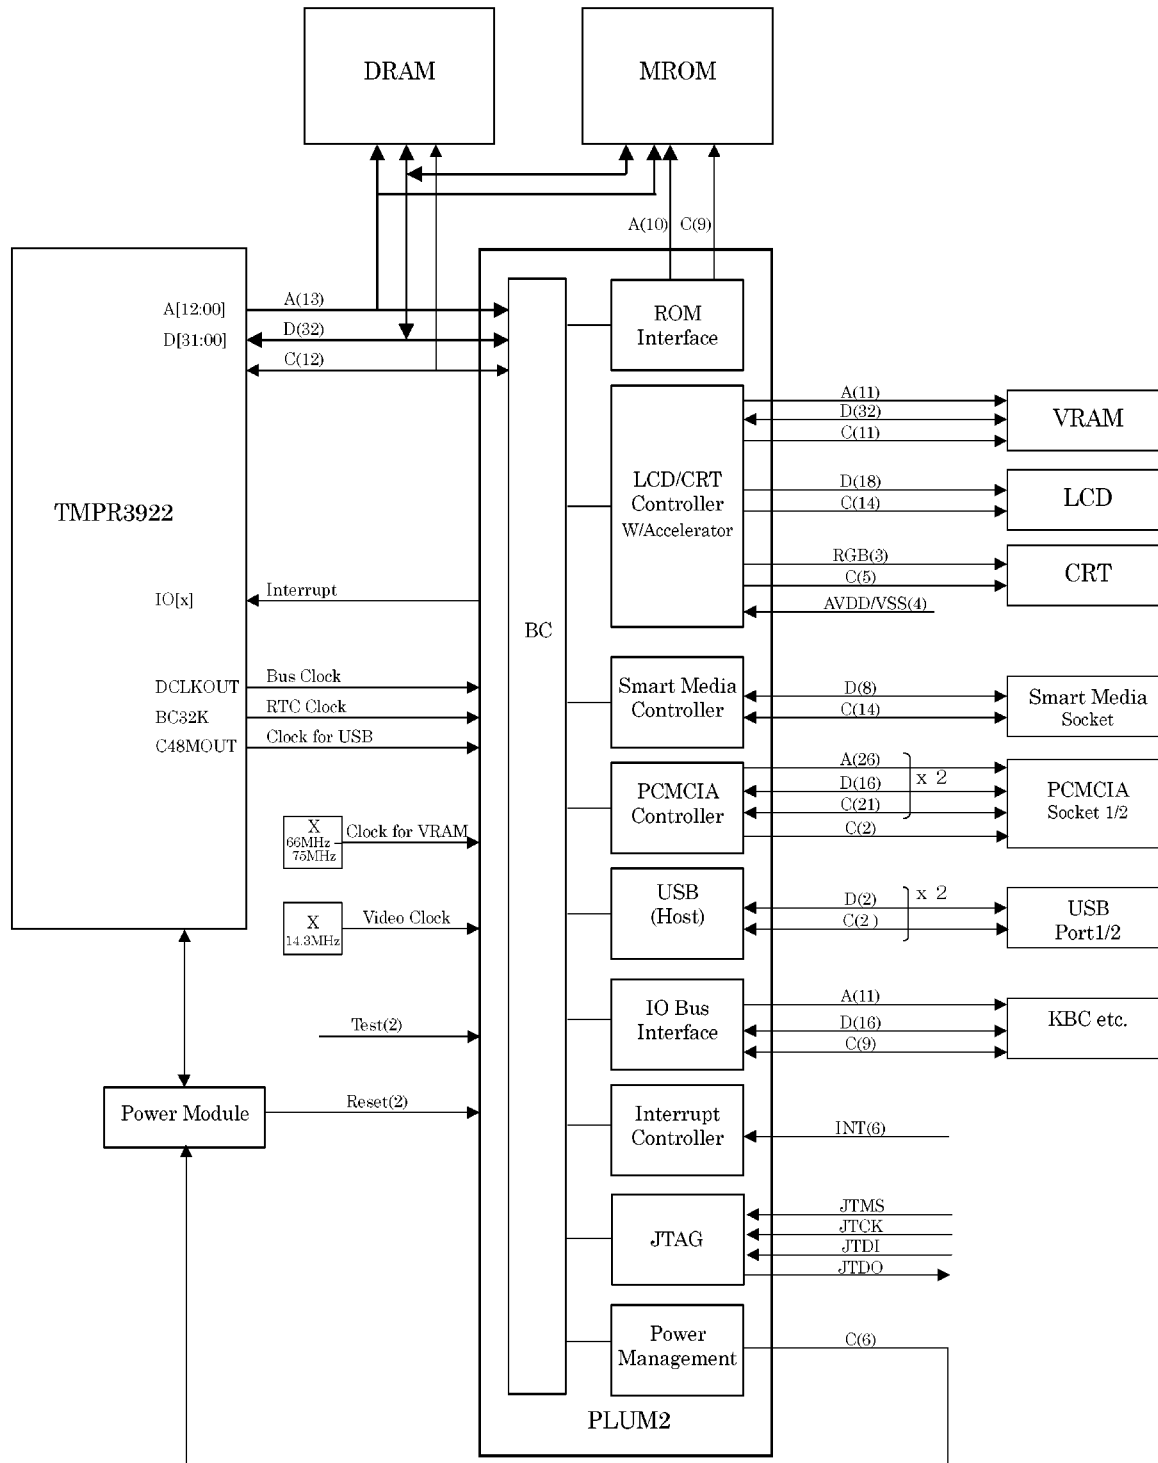 DRAM
MROM
A(10)
C(9)
A[12:00]
A(13)
D[31:00]
D(32)
C(12)
ROM
Interface
TMPR3922
LCD/CRT
Controller
W/Accelerator
A(11)
D(32)
C(11)
VRAM
D(18)
C(14)
LCD
RGB(3)
C(5)
CRT
AVDD/VSS(4)
IO[x]
Interrupt
BC
DCLKOUT
Bus Clock
BC32K
RTC Clock
C48MOUT
Clock for USB
Smart Media
Controller
D(8)
C(14)
Smart Media
Socket
X
66MHz –
75MHz
Clock for VRAM
PCMCIA
Controller
A(26)
D(16)
C(21)
x 2
C(2)
PCMCIA
Socket 1/2
X
14.3MHz
Video Clock
USB
(Host)
D(2)
C(2 )
x 2
USB
Port1/2
Test(2)
IO Bus
Interface
A(11)
D(16)
C(9)
KBC etc.
Power Module
Reset(2)
Interrupt
Controller
INT(6)
JTAG
JTMS
JTCK
JTDI
JTDO
Power
Management
C(6)
PLUM2